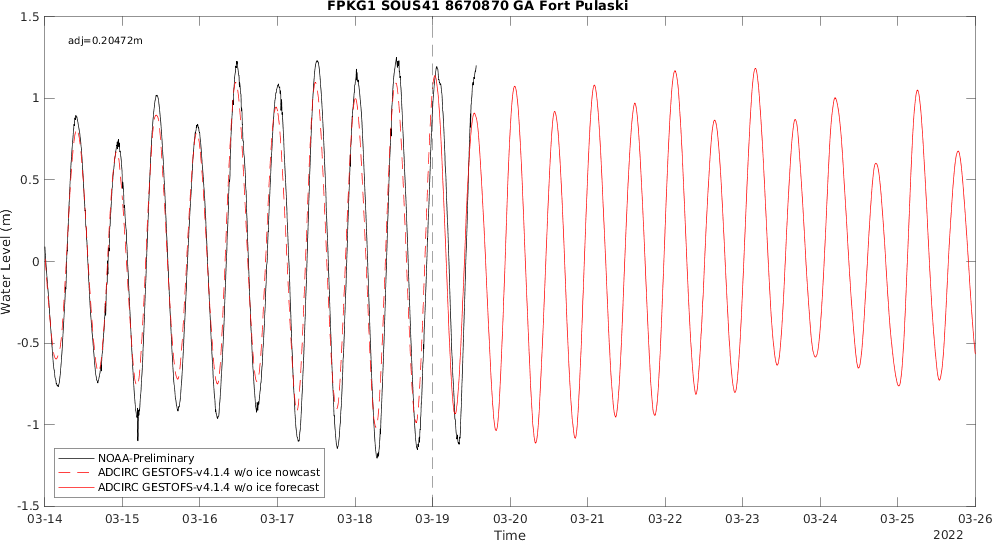 FPKG1 SOUS41 8670870 GA Fort Pulaski
adj=0.20472m
1.5
1
0.5
0
-0.5
-1
-1.5
Water Level (m)
NOAA-Preliminary
ADCIRC GESTOFS-v4.1.4 w/o ice nowcast
ADCIRC GESTOFS-v4.1.4 w/o ice forecast
03-14 03-15 03-16 03-17 03-18 03-19 03-20 03-21 03-22 03-23 03-24 03-25 03-26
Time
2022